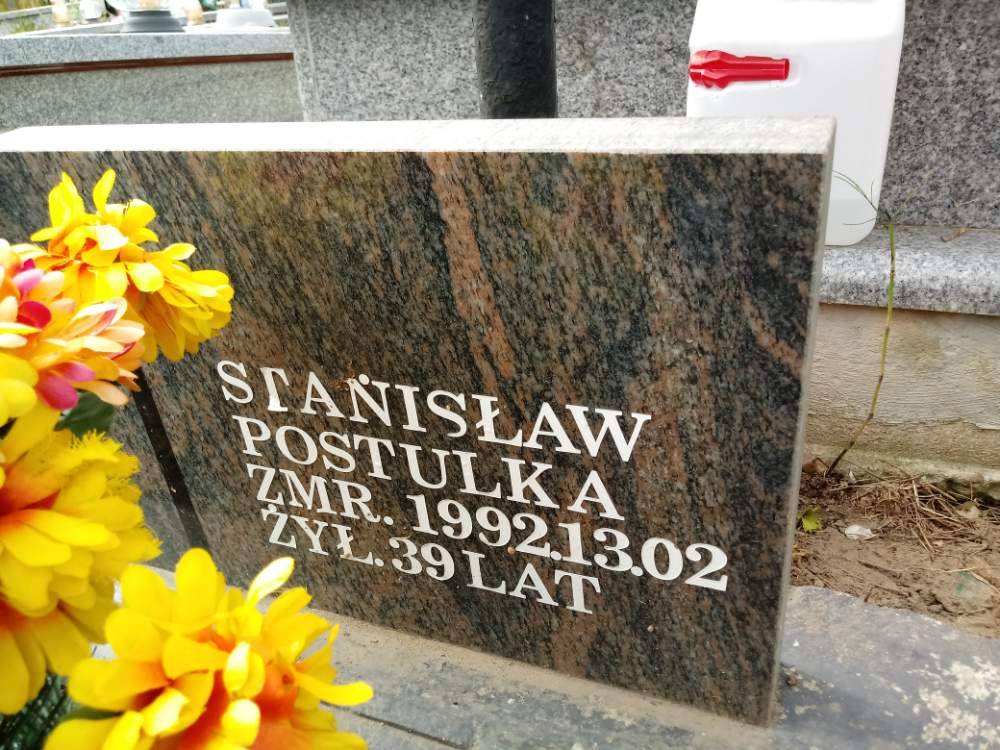 STANISŁAW
POSTULKA
ZMR. 1992.13.02
ŻYŁ. 39 LAT